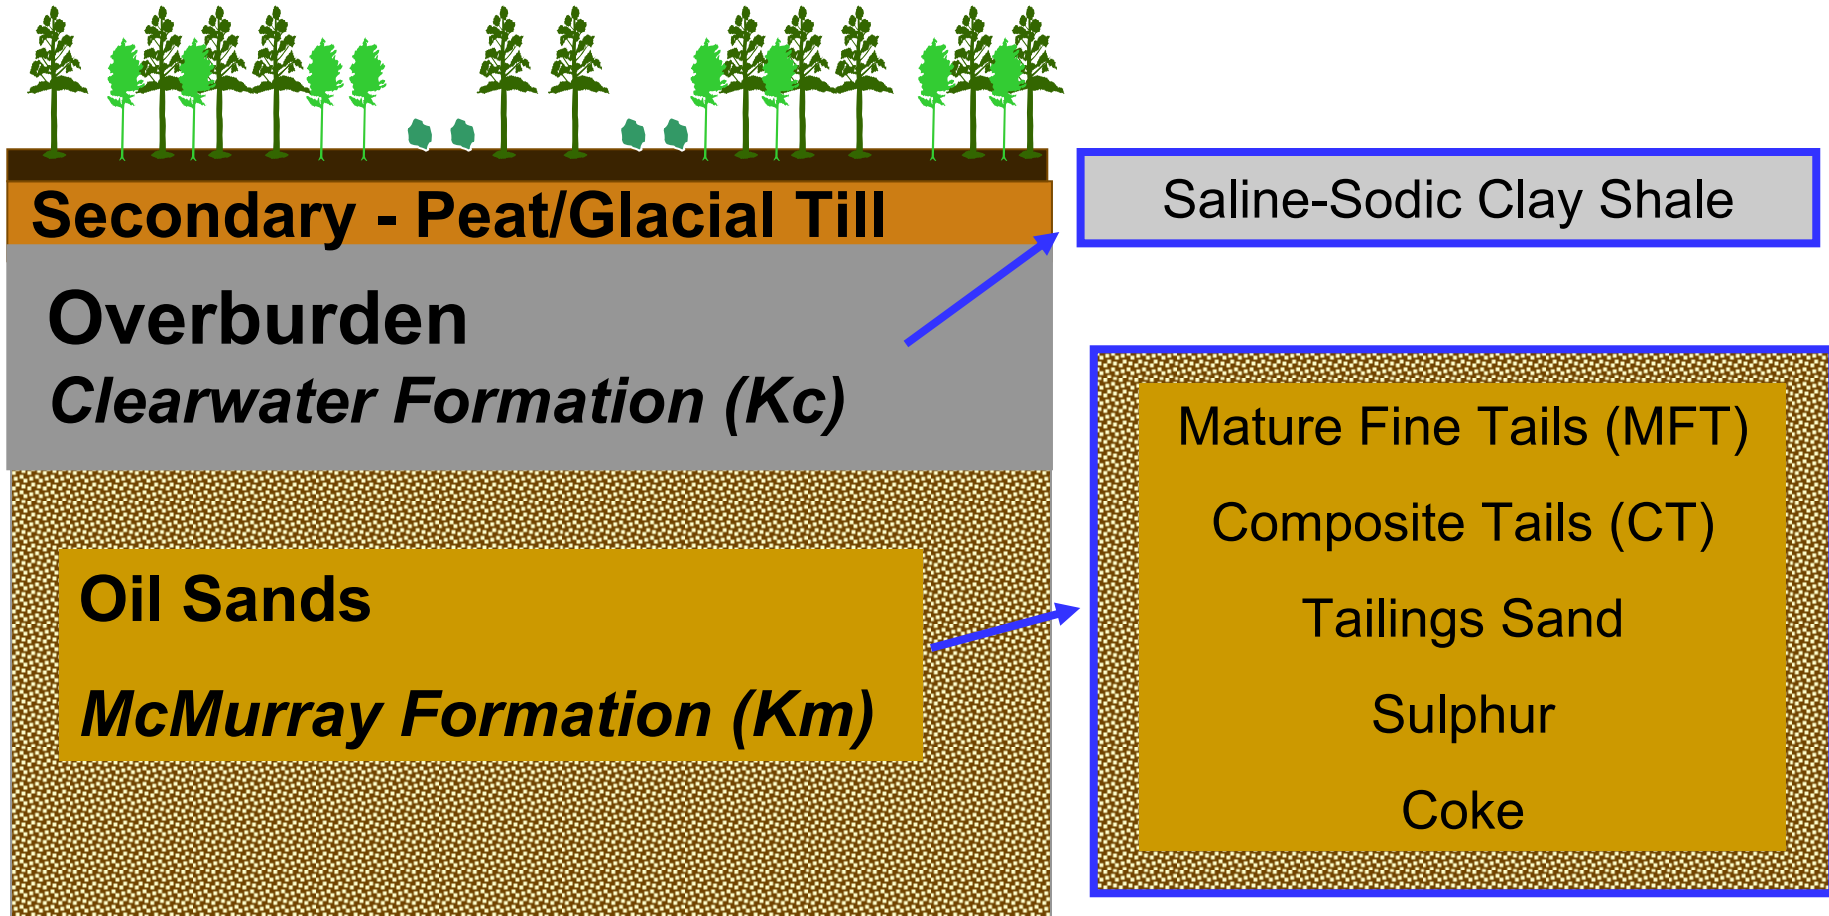 Secondary - Peat/Glacial Till
Overburden
Clearwater Formation (Kc)
Oil Sands
McMurray Formation (Km)
Saline-Sodic Clay Shale
Mature Fine Tails (MFT)
Composite Tails (CT)
Tailings Sand
Sulphur
Coke